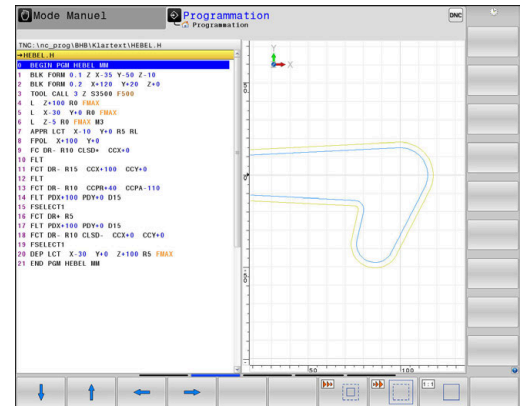 Mode Manuel
Programmation
Programmation
DNC
TNC:\nc_prog\BHB\Klartext\HEBEL.H
→HEBEL.H
0 BEGIN PGM HEBEL MM
1 BLK FORM 0.1 Z X-35 Y-50 Z-10
2 BLK FORM 0.2 X+120 Y+20 Z+0
3 TOOL CALL 3 Z S3500 F500
4 L Z+100 R0 FMAX
5 L X-30 Y+0 R0 FMAX
6 L Z-5 R0 FMAX M3
7 APPR LCT X-10 Y+0 R5 RL
8 FPOL X+100 Y+0
9 FC DR- R10 CLSD+ CCX+0
10 FLT
11 FCT DR- R15 CCX+100 CCY+0
12 FLT
13 FCT DR- R10 CCPR+40 CCPA-110
14 FLT PDX+100 PDY+0 D15
15 FSELECT1
16 FCT DR+ R5
17 FLT PDX+100 PDY+0 D15
18 FCT DR- R10 CLSD- CCX+0 CCY+0
19 FSELECT1
20 DEP LCT X-30 Y+0 Z+100 R5 FMAX
21 END PGM HEBEL MM
Y
X
50
100
1:1